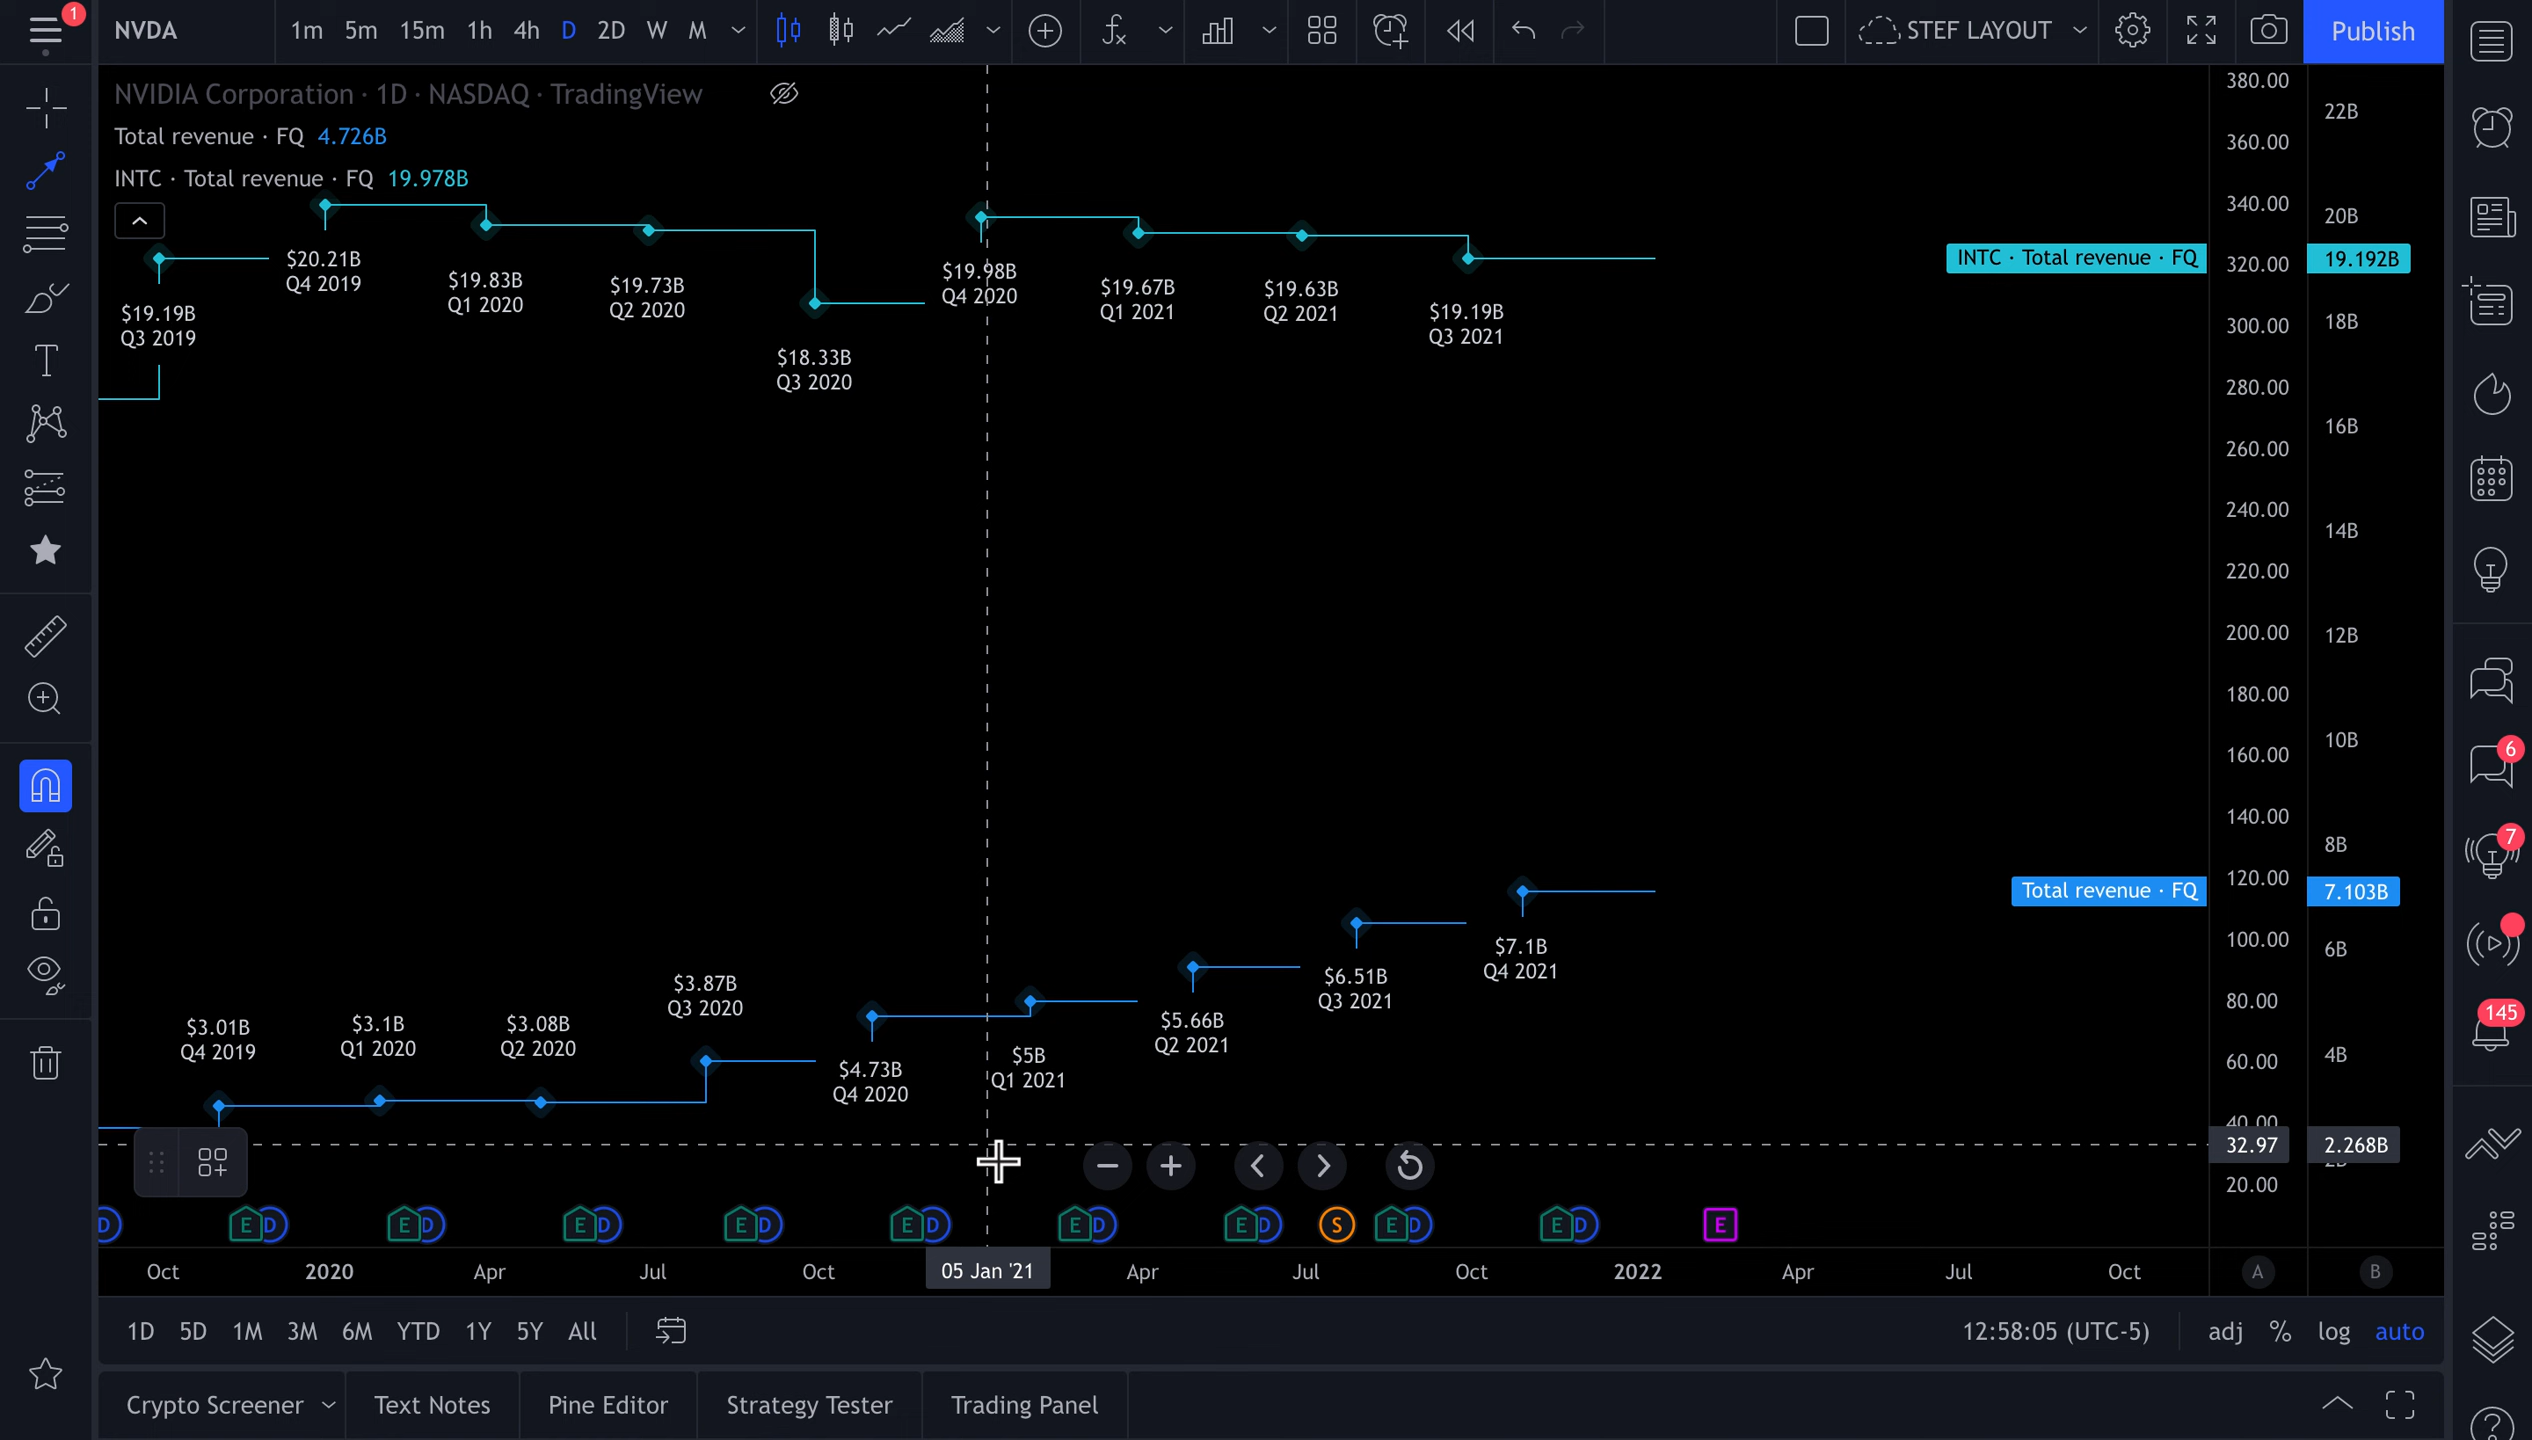 1
NVDA
1m 5m 15m 1h 4h D 2D W M
STEF LAYOUT
Publish
NVIDIA Corporation · 1D · NASDAQ · TradingView
Total revenue · FQ 4.726B
INTC · Total revenue · FQ 19.978B
$19.19B
Q3 2019
$20.21B
Q4 2019
$19.83B
Q1 2020
$19.73B
Q2 2020
$18.33B
Q3 2020
$19.98B
Q4 2020
$19.67B
Q1 2021
$19.63B
Q2 2021
$19.19B
Q3 2021
INTC · Total revenue · FQ 19.192B
$3.01B
Q4 2019
$3.1B
Q1 2020
$3.08B
Q2 2020
$3.87B
Q3 2020
$4.73B
Q4 2020
$5B
Q1 2021
$5.66B
Q2 2021
$6.51B
Q3 2021
$7.1B
Q4 2021
Total revenue · FQ 7.103B
380.00
360.00
340.00
320.00
300.00
280.00
260.00
240.00
220.00
200.00
180.00
160.00
140.00
120.00
100.00
80.00
60.00
40.00
32.97
20.00
22B
20B
18B
16B
14B
12B
10B
8B
6B
4B
2.268B
2B
6
7
145
D E D E D E D E D E D E D E D S E D E D E
Oct 2020 Apr Jul Oct 05 Jan '21 Apr Jul Oct 2022 Apr Jul Oct A B
1D 5D 1M 3M 6M YTD 1Y 5Y All
12:58:05 (UTC-5) adj % log auto
Crypto Screener Text Notes Pine Editor Strategy Tester Trading Panel